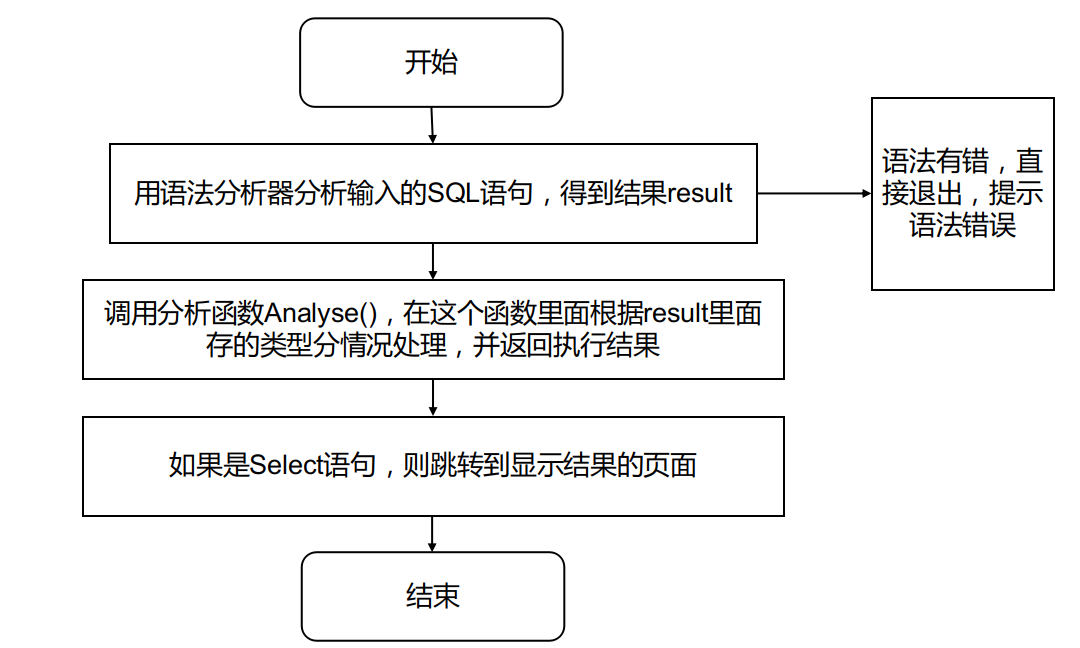 开始
用语法分析器分析输入的SQL语句，得到结果result
语法有错，直
接退出，提示
语法错误
调用分析函数Analyse()，在这个函数里面根据result里面
存的类型分情况处理，并返回执行结果
如果是Select语句，则跳转到显示结果的页面
结束